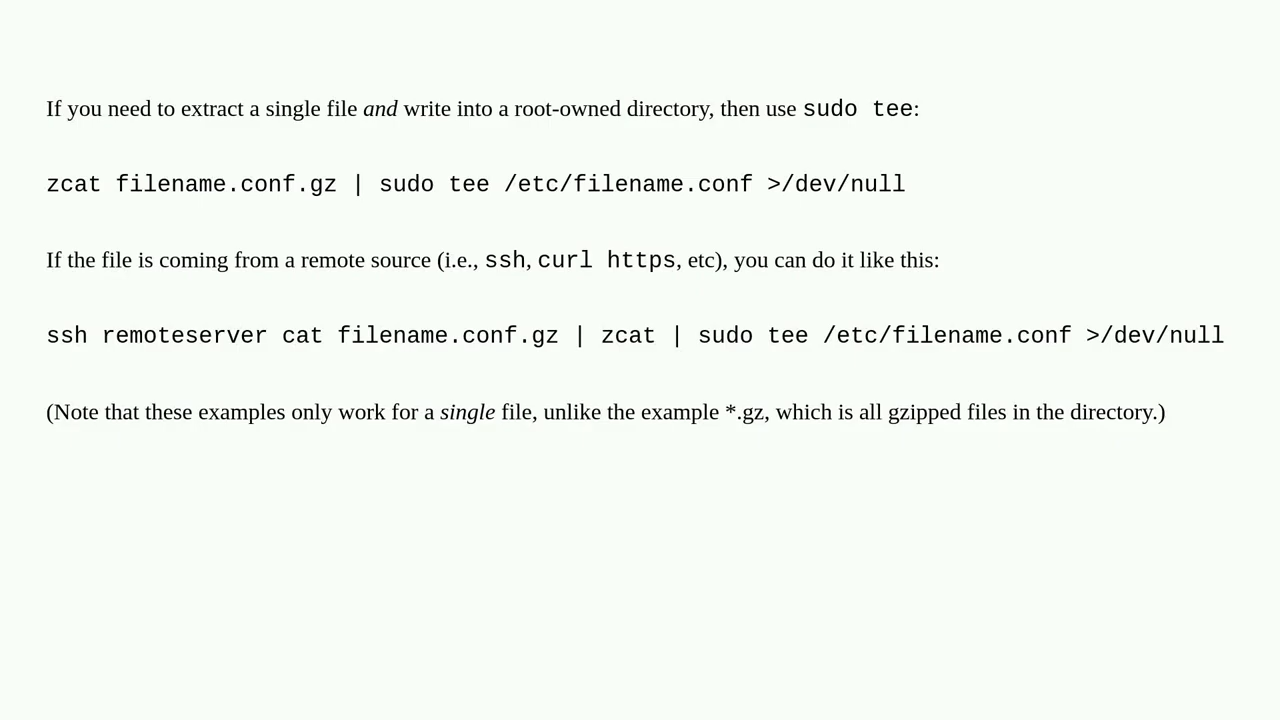 If you need to extract a single file and write into a root-owned directory, then use sudo tee:
zcat filename.conf.gz | sudo tee /etc/filename.conf >/dev/null
If the file is coming from a remote source (i.e., ssh, curl https, etc), you can do it like this:
ssh remoteserver cat filename.conf.gz | zcat | sudo tee /etc/filename.conf >/dev/null
(Note that these examples only work for a single file, unlike the example *.gz, which is all gzipped files in the directory.)